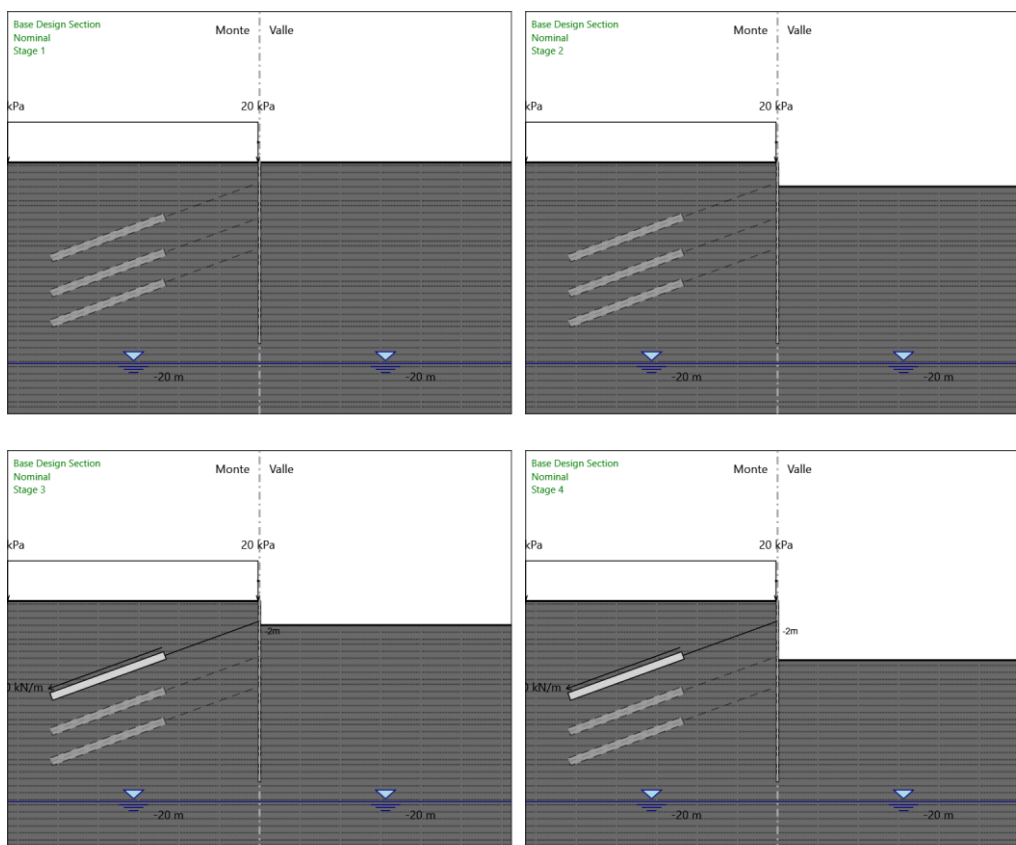 Base Design Section
Nominal
Stage 1
Monte Valle
kPa 20 kPa
-20 m -20 m
Base Design Section
Nominal
Stage 2
Monte Valle
kPa 20 kPa
-20 m -20 m
Base Design Section
Nominal
Stage 3
Monte Valle
kPa 20 kPa
-2m
0 kN/m
-20 m -20 m
Base Design Section
Nominal
Stage 4
Monte Valle
kPa 20 kPa
-2m
0 kN/m
-20 m -20 m